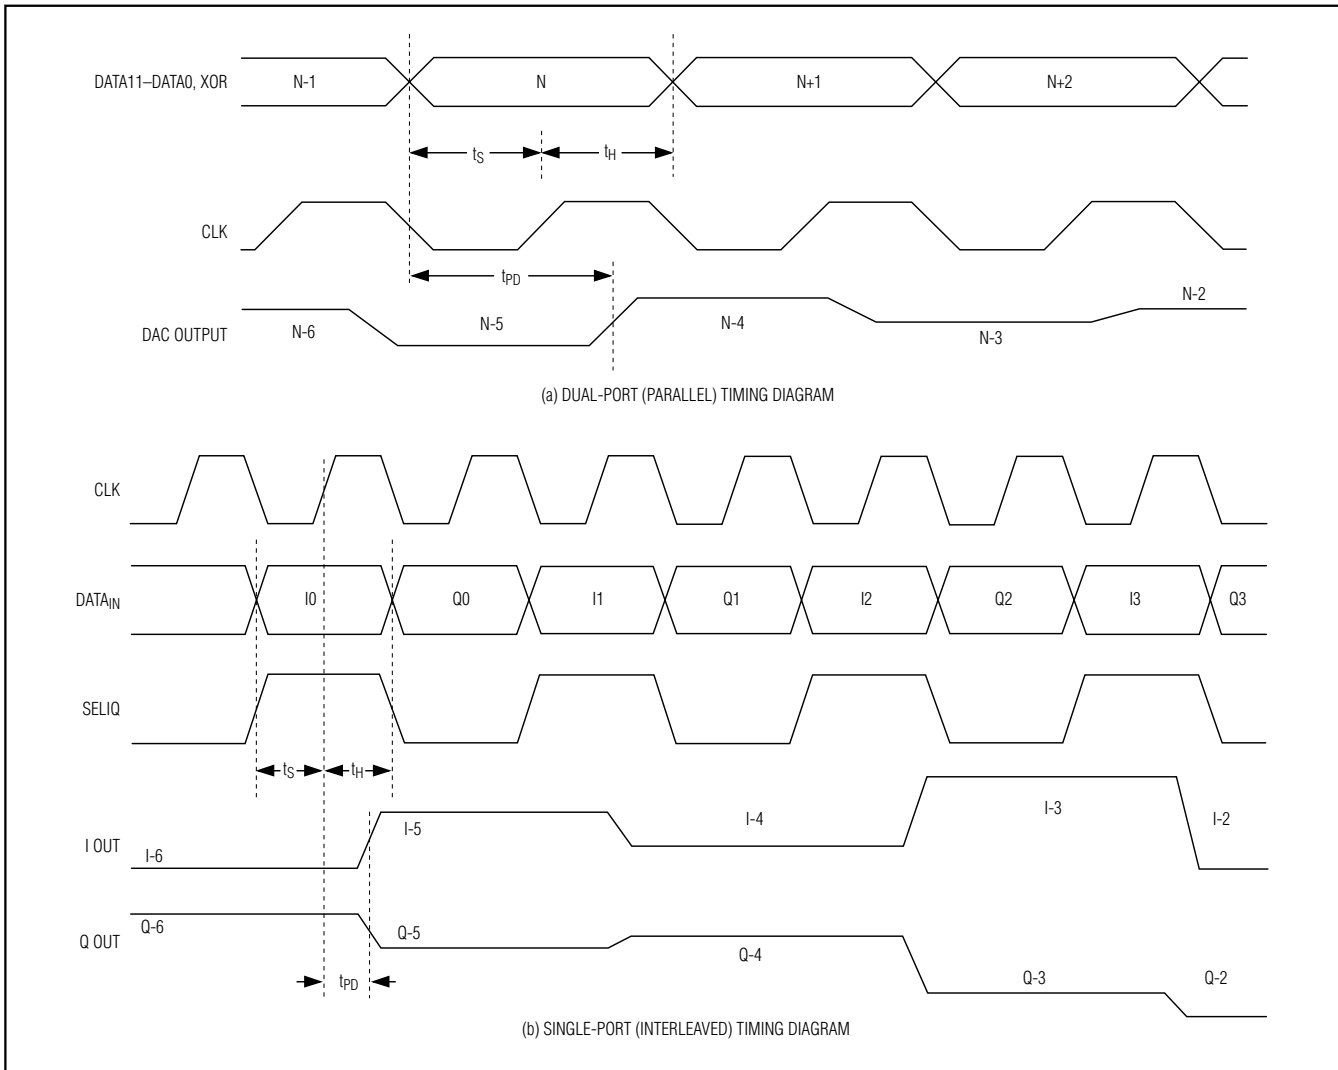 DATA11–DATA0, XOR N-1 N N+1 N+2
tS tH
CLK
tPD
DAC OUTPUT N-6 N-5 N-4 N-3 N-2
(a) DUAL-PORT (PARALLEL) TIMING DIAGRAM
CLK
DATAIN I0 Q0 I1 Q1 I2 Q2 I3 Q3
SELIQ
tS tH
I OUT I-6 I-5 I-4 I-3 I-2
Q OUT Q-6 Q-5 Q-4 Q-3 Q-2
tPD
(b) SINGLE-PORT (INTERLEAVED) TIMING DIAGRAM